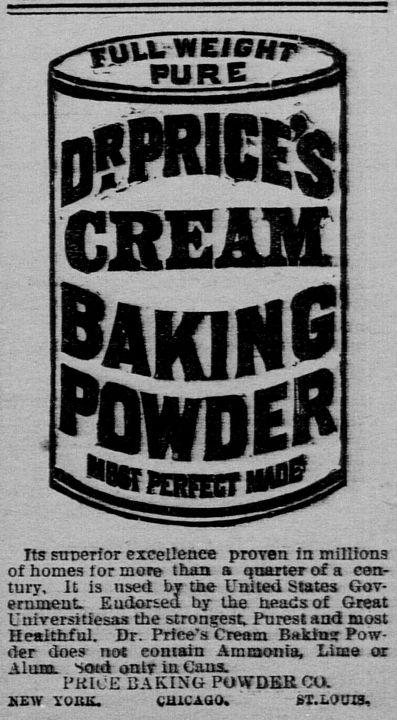 FULL WEIGHT
PURE
DR. PRICE'S
CREAM
BAKING
POWDER
MOST PERFECT MADE
Its superior excellence proven in millions
of homes for more than a quarter of a cen-
tury. It is used by the United States Gov-
ernment. Endorsed by the heads of Great
Universitiesas the strongest, Purest and most
Healthful. Dr. Price's Cream Baking Pow-
der does not contain Ammonia, Lime or
Alum. Sold only in Cans.
PRICE BAKING POWDER CO.
NEW YORK. CHICAGO. ST. LOUIS.